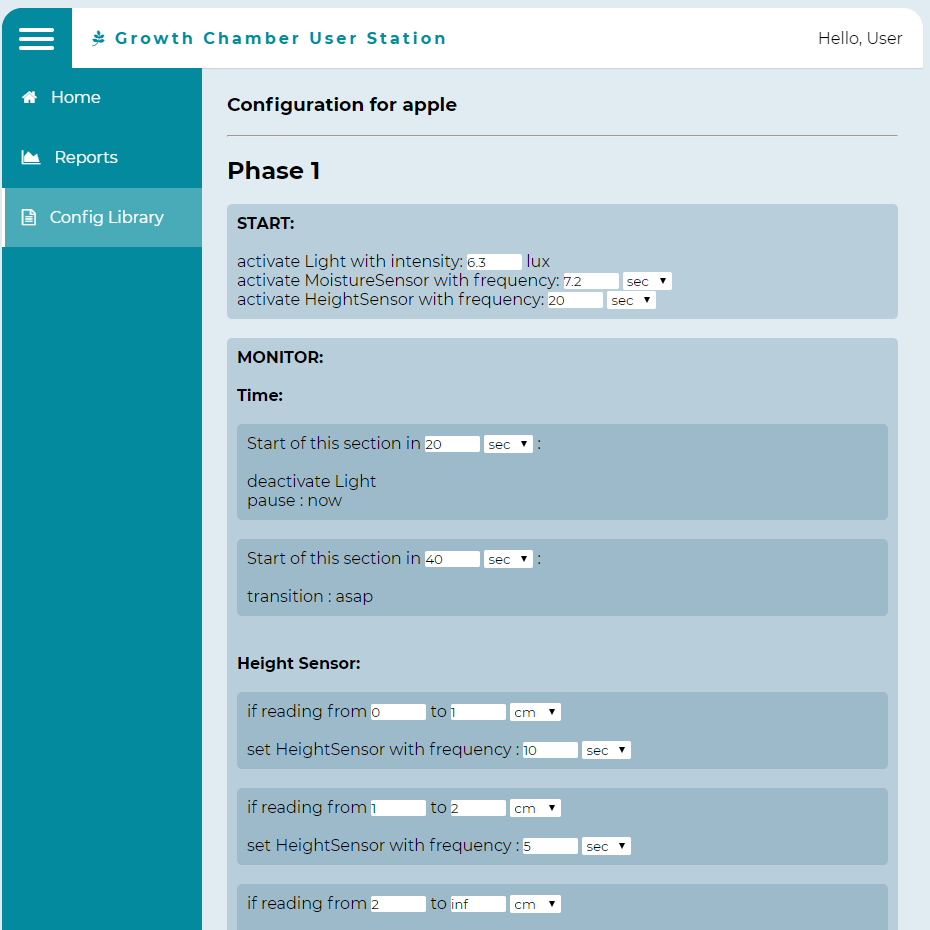 Growth Chamber User Station
Hello, User
Home
Reports
Config Library
Configuration for apple
Phase 1
START:
activate Light with intensity: 6.3 lux
activate MoistureSensor with frequency: 7.2 sec
activate HeightSensor with frequency: 20 sec
MONITOR:
Time:
Start of this section in 20 sec :
deactivate Light
pause : now
Start of this section in 40 sec :
transition : asap
Height Sensor:
if reading from 0 to 1 cm
set HeightSensor with frequency : 10 sec
if reading from 1 to 2 cm
set HeightSensor with frequency : 5 sec
if reading from 2 to inf cm